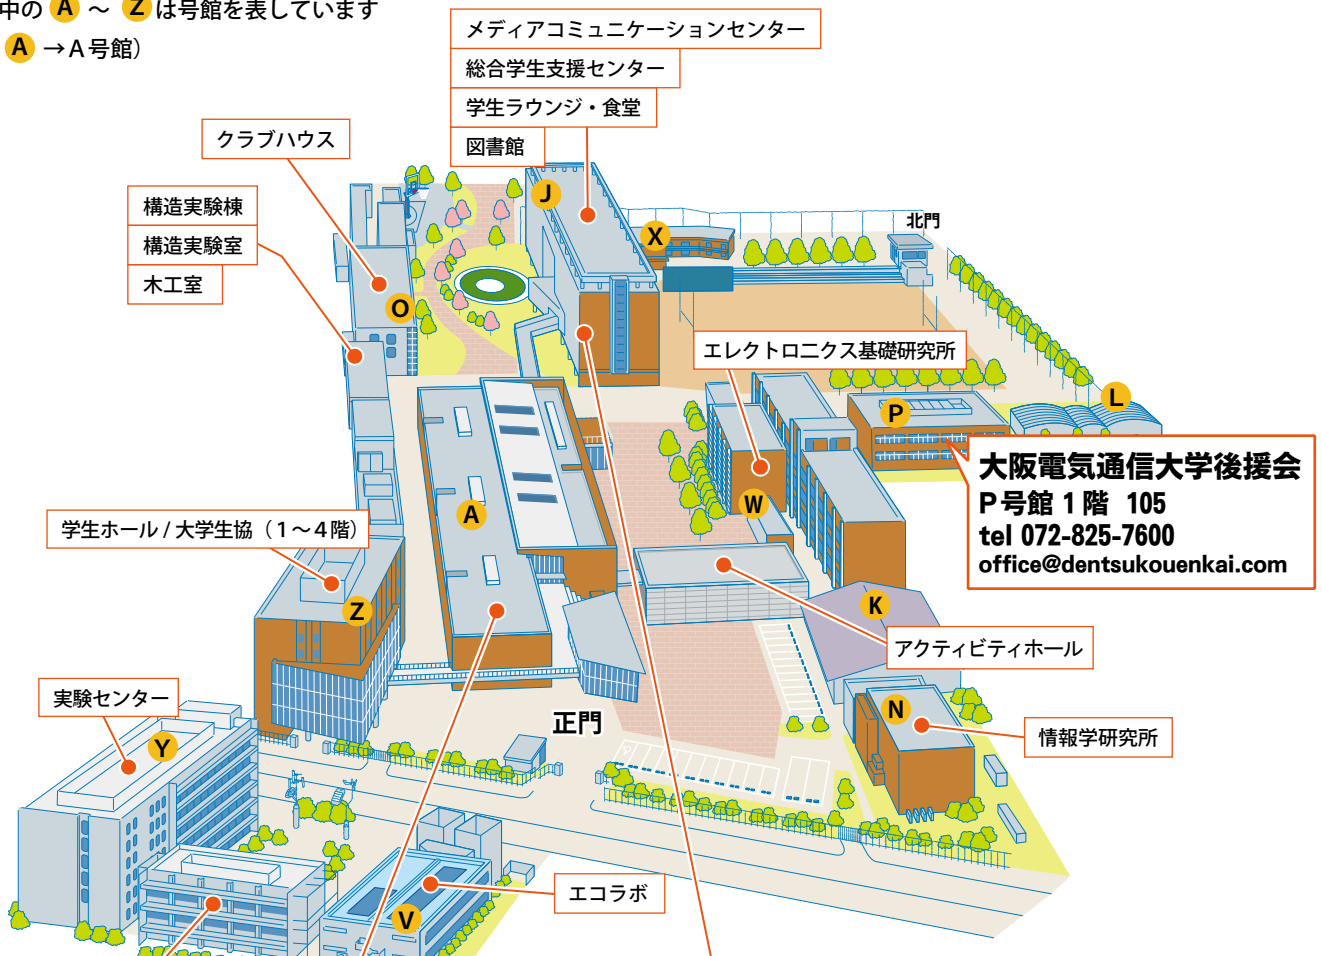 中の A ～ Z は号館を表しています
A →A号館）
メディアコミュニケーションセンター
総合学生支援センター
学生ラウンジ・食堂
図書館
クラブハウス
構造実験棟
構造実験室
木工室
J
X
北門
O
エレクトロニクス基礎研究所
P
L
大阪電気通信大学後援会
P号館 1階 105
tel 072-825-7600
office@dentsukouenkai.com
A
W
学生ホール / 大学生協（1～4階）
Z
K
アクティビティホール
実験センター
Y
正門
N
情報学研究所
エコラボ
V